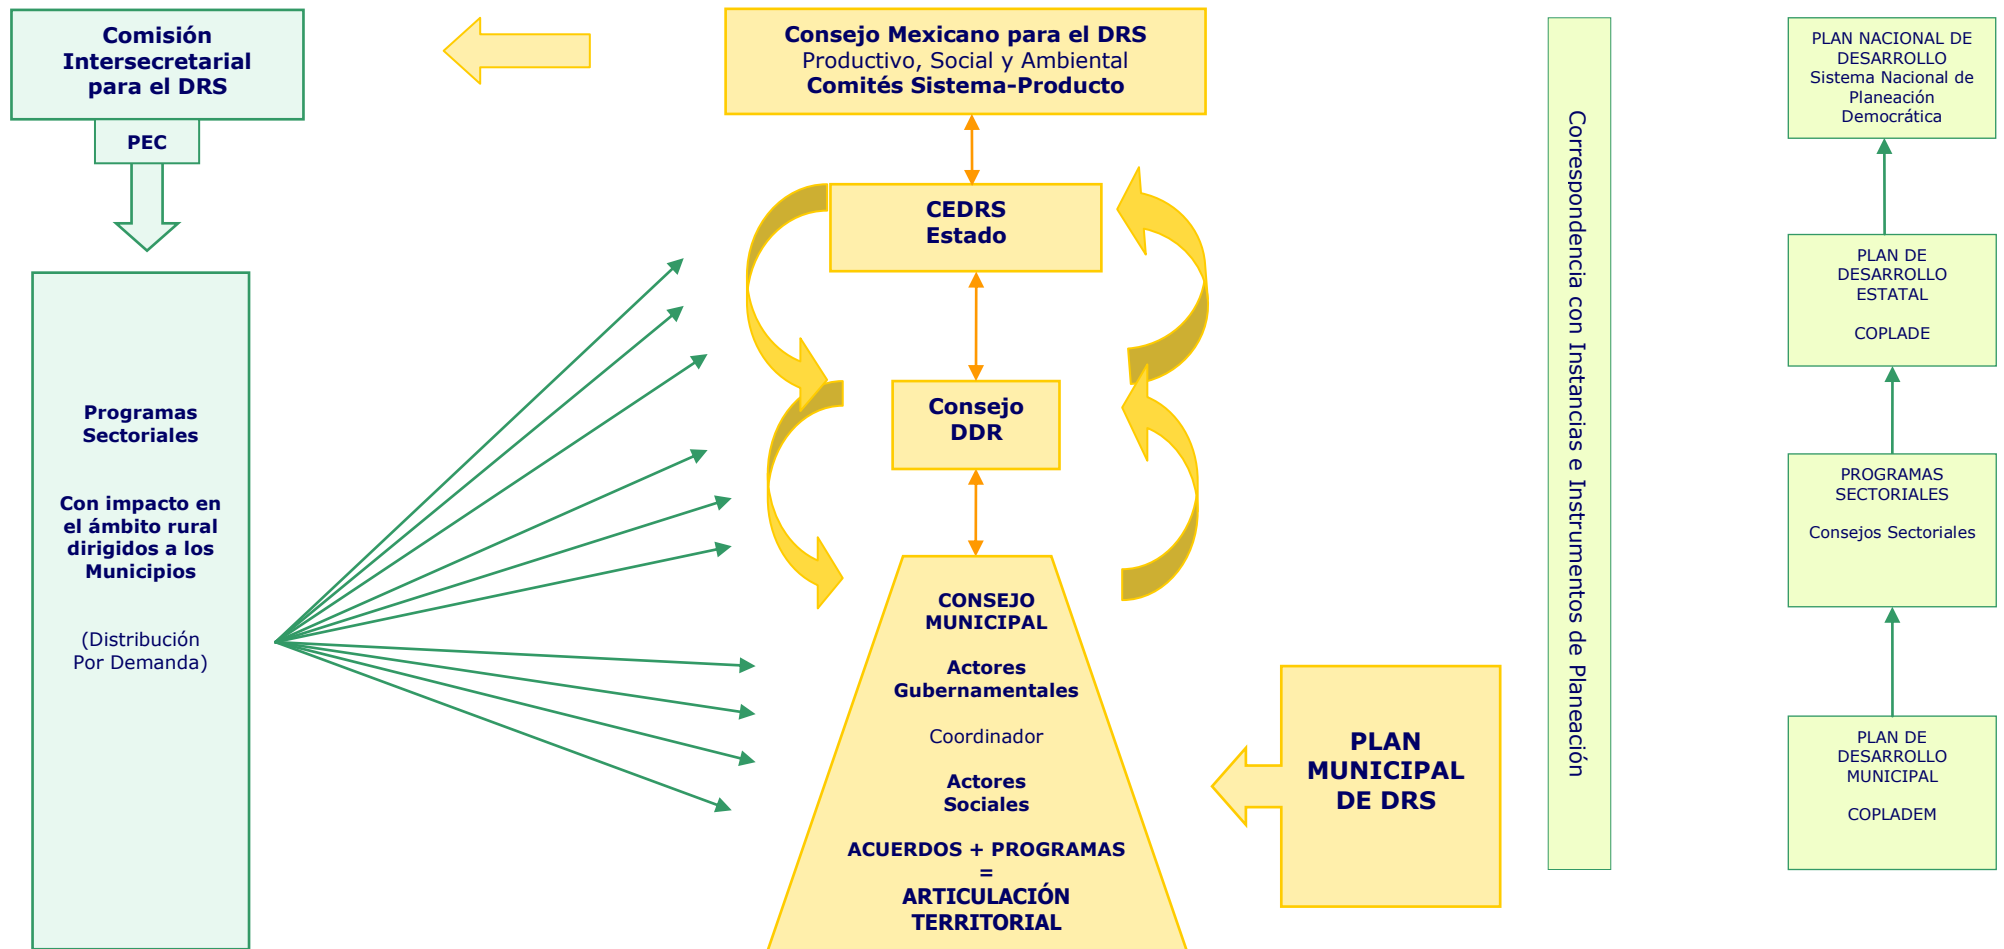 Comisión
Intersecretarial
para el DRS
PEC
Programas
Sectoriales
Con impacto en
el ámbito rural
dirigidos a los
Municipios
(Distribución
Por Demanda)
Consejo Mexicano para el DRS
Productivo, Social y Ambiental
Comités Sistema-Producto
CEDRS
Estado
Consejo
DDR
CONSEJO
MUNICIPAL
Actores
Gubernamentales
Coordinador
Actores
Sociales
ACUERDOS + PROGRAMAS
=
ARTICULACIÓN
TERRITORIAL
PLAN
MUNICIPAL
DE DRS
Correspondencia con Instancias e Instrumentos de Planeación
PLAN NACIONAL DE
DESARROLLO
Sistema Nacional de
Planeación
Democrática
PLAN DE
DESARROLLO
ESTATAL
COPLADE
PROGRAMAS
SECTORIALES
Consejos Sectoriales
PLAN DE
DESARROLLO
MUNICIPAL
COPLADEM